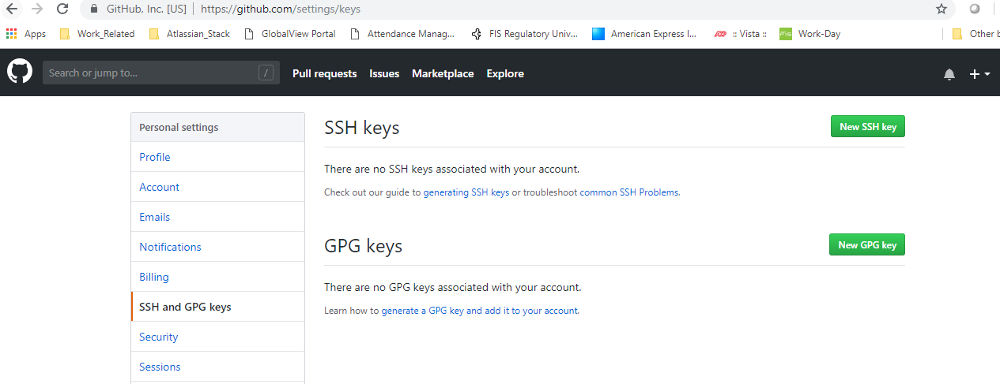 GitHub, Inc. [US] | https://github.com/settings/keys
Apps Work_Related Atlassian_Stack GlobalView Portal Attendance Manag... FIS Regulatory Univ... American Express I... :: Vista :: Work-Day Other b
Search or jump to... / Pull requests Issues Marketplace Explore
Personal settings
Profile
Account
Emails
Notifications
Billing
SSH and GPG keys
Security
Sessions
SSH keys New SSH key
There are no SSH keys associated with your account.
Check out our guide to generating SSH keys or troubleshoot common SSH Problems.
GPG keys New GPG key
There are no GPG keys associated with your account.
Learn how to generate a GPG key and add it to your account.